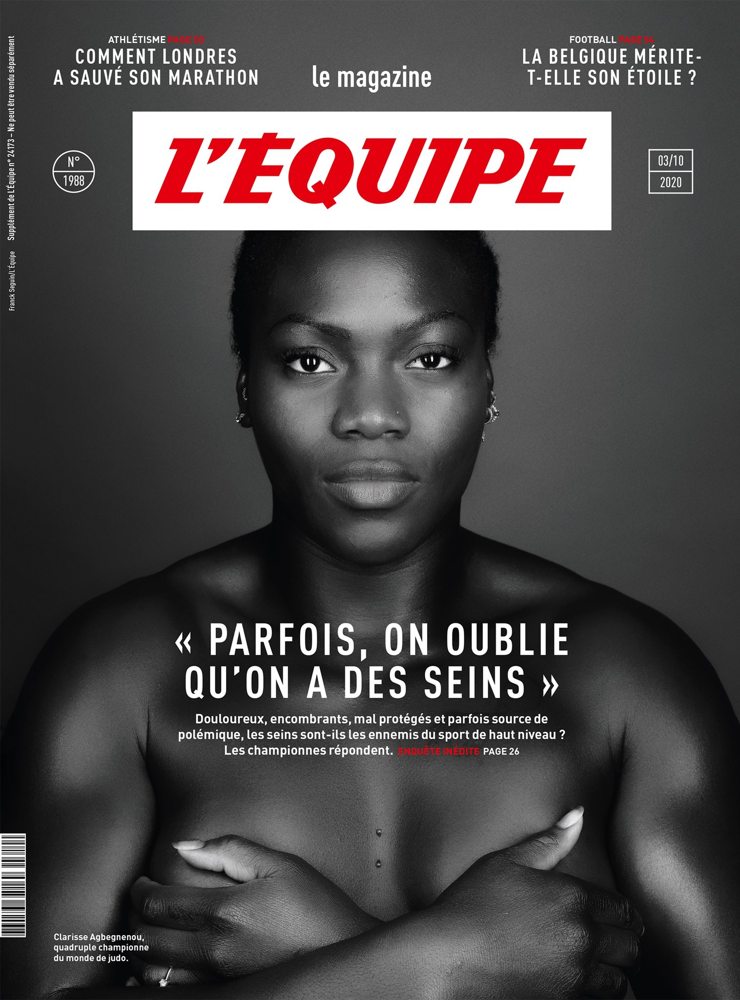 ATHLÉTISME PAGE 50
COMMENT LONDRES
A SAUVÉ SON MARATHON
le magazine
FOOTBALL PAGE 54
LA BELGIQUE MÉRITE-
T-ELLE SON ÉTOILE ?
L'ÉQUIPE
N°
1988
03/10
2020
Supplément de L'Équipe n° 24173 – Ne peut être vendu séparément
Franck Seguin/L'Équipe
« PARFOIS, ON OUBLIE
QU'ON A DES SEINS »
Douloureux, encombrants, mal protégés et parfois source de
polémique, les seins sont-ils les ennemis du sport de haut niveau ?
Les championnes répondent. ENQUÊTE INÉDITE PAGE 26
Clarisse Agbegnenou,
quadruple championne
du monde de judo.